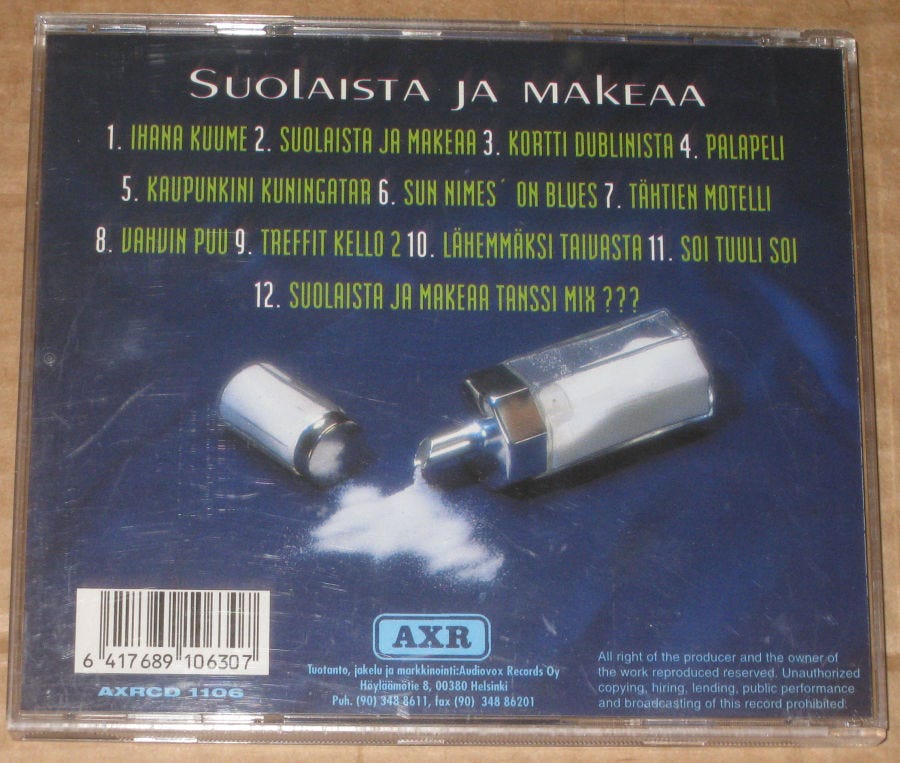 SUOLAISTA JA MAKEAA
1. IHANA KUUME 2. SUOLAISTA JA MAKEAA 3. KORTTI DUBLINISTA 4. PALAPELI
5. KAUPUNKINI KUNINGATAR 6. SUN NIMES´ ON BLUES 7. TÄHTIEN MOTELLI
8. VAHVIN PUU 9. TREFFIT KELLO 2 10. LÄHEMMÄKSI TAIVASTA 11. SOI TUULI SOI
12. SUOLAISTA JA MAKEAA TANSSI MIX ???
6 417689 106307
AXRCD 1106
AXR
Tuotanto, jakelu ja markkinointi:Audiovox Records Oy
Höyläämötie 8, 00380 Helsinki
Puh. (90) 348 8611, fax (90) 348 86201
All right of the producer and the owner of
the work reproduced reserved. Unauthorized
copying, hiring, lending, public performance
and broadcasting of this record prohibited.